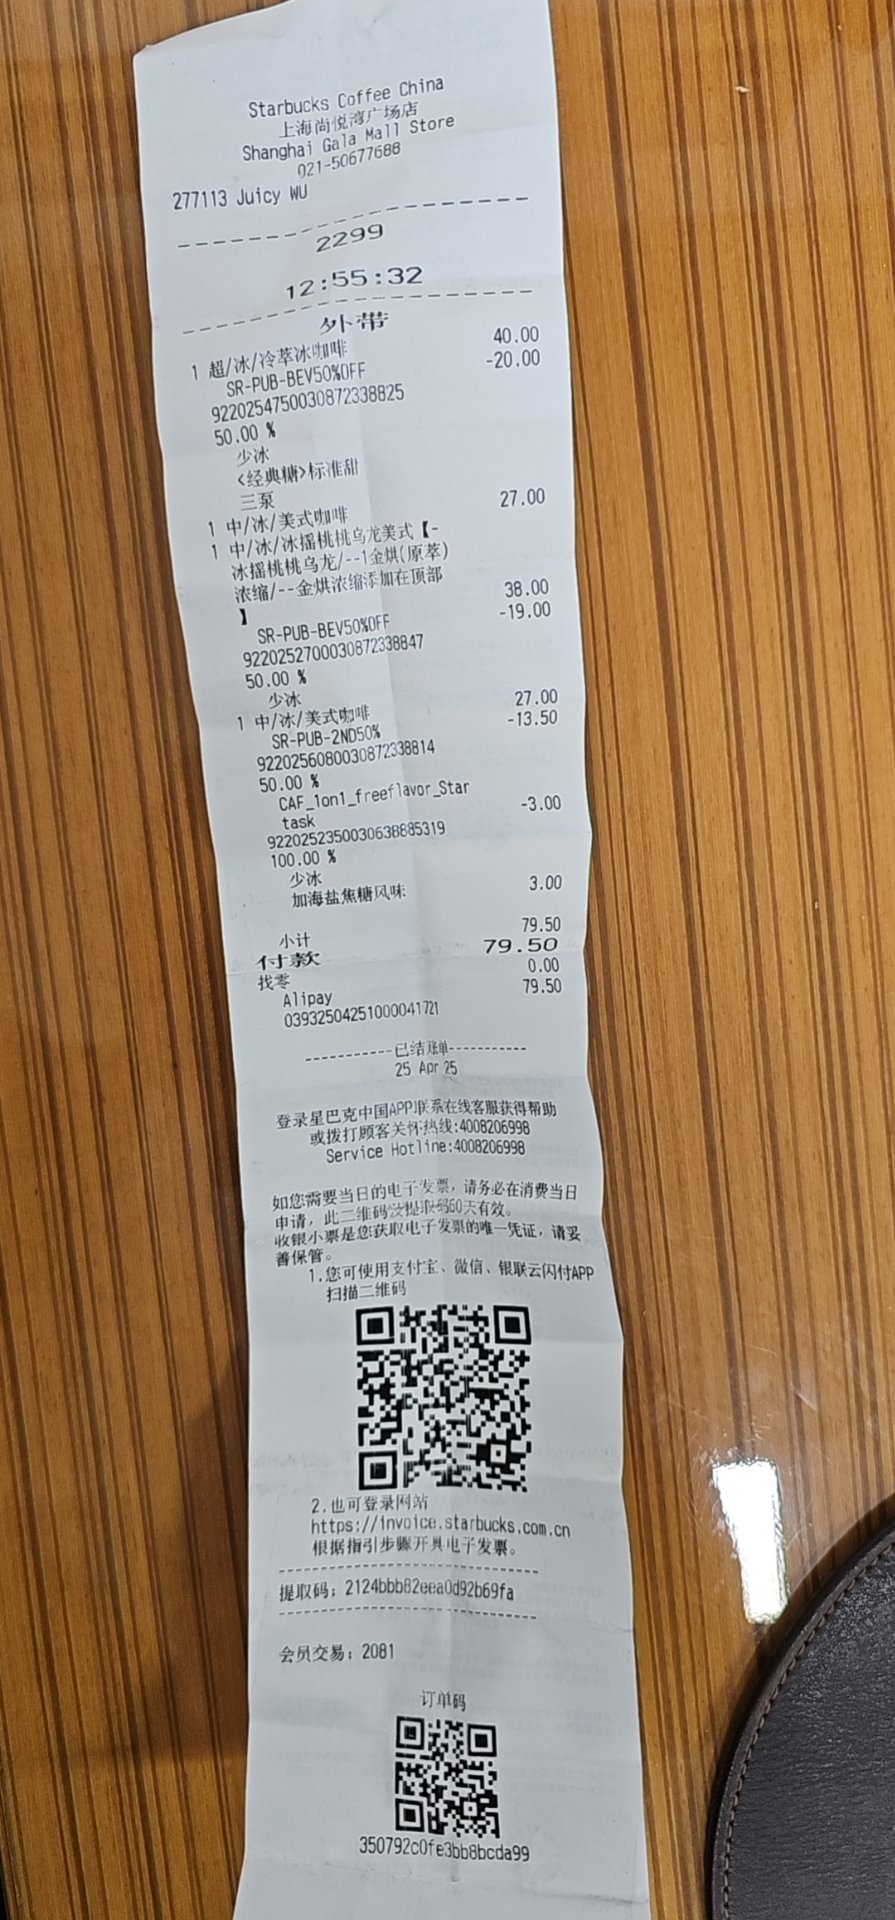 Starbucks Coffee China
上海尚悦湾广场店
Shanghai Gala Mall Store
021-50677688
277113 Juicy WU
2299
12:55:32
外带
1 超/冰/冷萃冰咖啡 40.00
SR-PUB-BEV50%OFF -20.00
9220254750030872338825
50.00 %
少冰
<经典糖>标准甜
三泵
1 中/冰/美式咖啡 27.00
1 中/冰/冰摇桃桃乌龙美式【-
冰摇桃桃乌龙/--1金烘(原萃)
浓缩/--金烘浓缩添加在顶部
】 38.00
SR-PUB-BEV50%OFF -19.00
9220252700030872338847
50.00 %
少冰
1 中/冰/美式咖啡 27.00
SR-PUB-2ND50% -13.50
9220256080030872338814
50.00 %
CAF_1on1_freeflavor_Star
task -3.00
9220252350030638885319
100.00 %
少冰
加海盐焦糖风味 3.00
小计 79.50
付款 79.50
找零 0.00
Alipay 79.50
03932504251000041721
-----------已结账单-----------
25 Apr 25
登录星巴克中国APP联系在线客服获得帮助
或拨打顾客关怀热线:4008206998
Service Hotline:4008206998
如您需要当日的电子发票，请务必在消费当日
申请，此二维码及提取码60天有效。
收银小票是您获取电子发票的唯一凭证，请妥
善保管。
1.您可使用支付宝、微信、银联云闪付APP
扫描二维码
2.也可登录网站
https://invoice.starbucks.com.cn
根据指引步骤开具电子发票。
提取码：2124bbb82eea0d92b69fa
会员交易：2081
订单码
350792c0fe3bb8bcda99